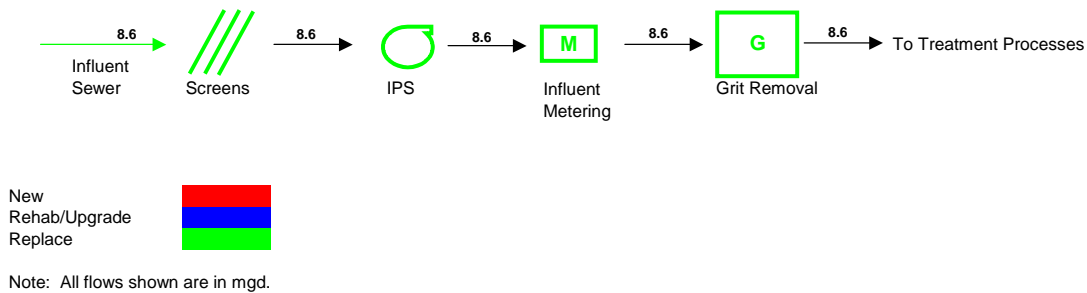 8.6 8.6 8.6 8.6 8.6
M G To Treatment Processes
Influent
Sewer
Screens
IPS
Influent
Metering
Grit Removal
New
Rehab/Upgrade
Replace
Note: All flows shown are in mgd.